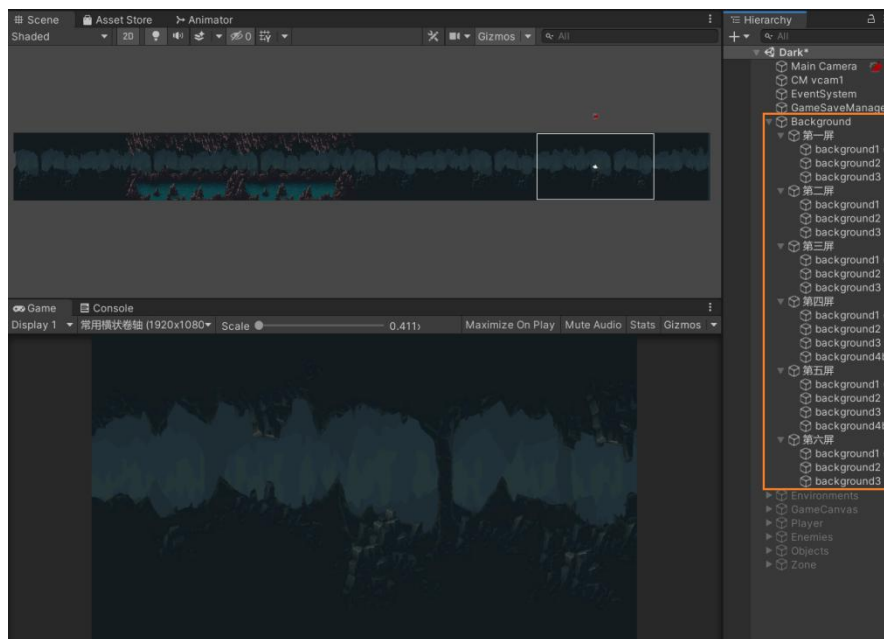 Scene Asset Store Animator
Shaded 2D 0 Gizmos All
Game Console
Display 1 常用横状卷轴 (1920x1080 Scale 0.411 Maximize On Play Mute Audio Stats Gizmos
Hierarchy
All
Dark*
Main Camera
CM vcam1
EventSystem
GameSaveManage
Background
第一屏
background1
background2
background3
第二屏
background1
background2
background3
第三屏
background1
background2
background3
第四屏
background1
background2
background3
background4b
第五屏
background1
background2
background3
background4b
第六屏
background1
background2
background3
Environments
GameCanvas
Player
Enemies
Objects
Zone